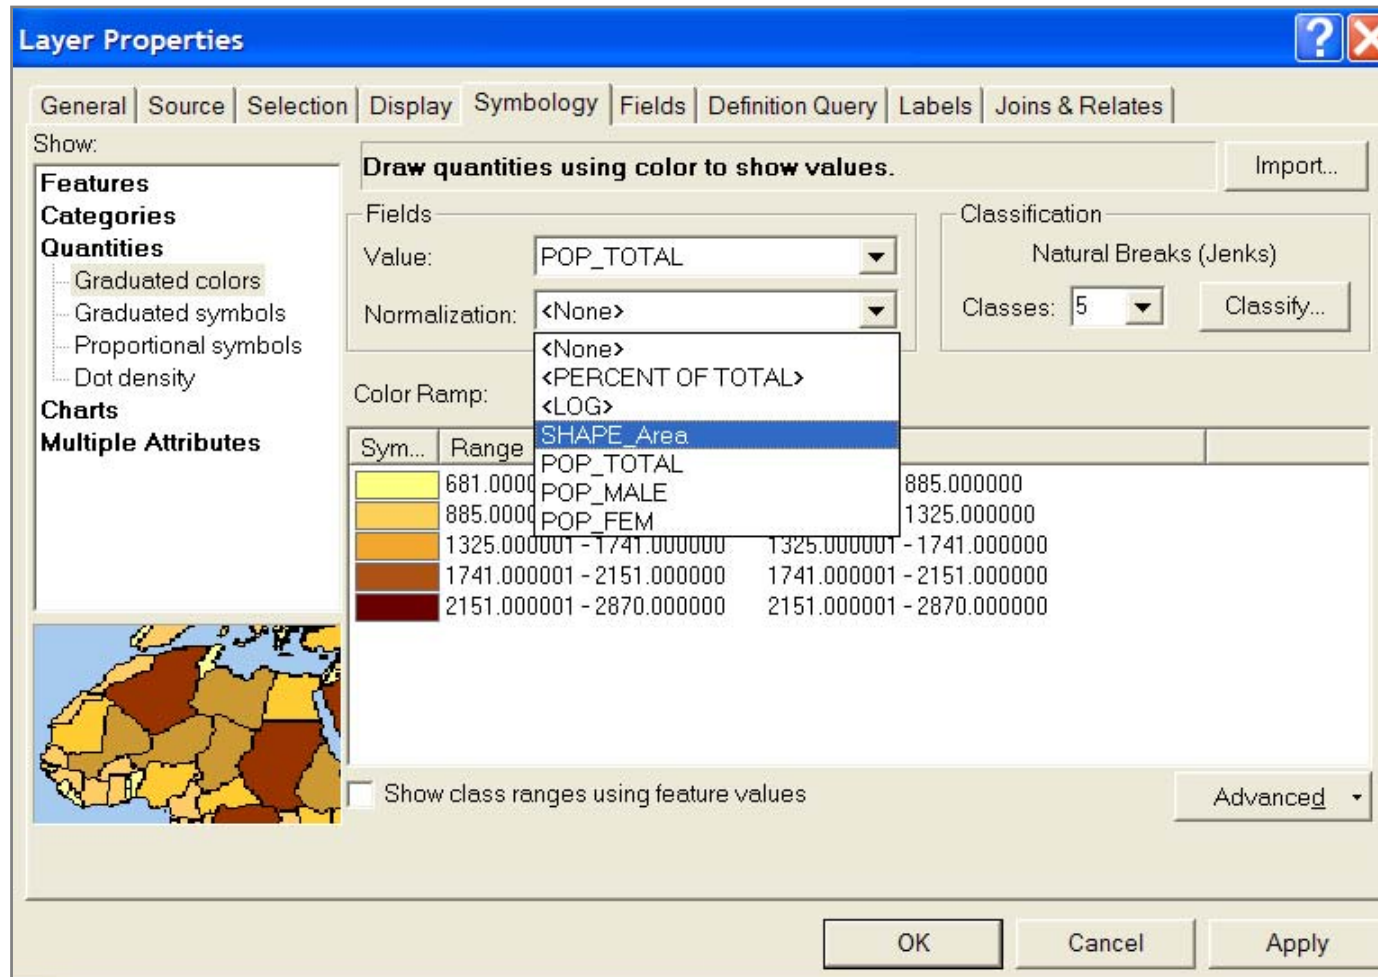 Layer Properties
General Source Selection Display Symbology Fields Definition Query Labels Joins & Relates
Show:
Features
Categories
Quantities
Graduated colors
Graduated symbols
Proportional symbols
Dot density
Charts
Multiple Attributes
Draw quantities using color to show values.
Import...
Fields
Value: POP_TOTAL
Normalization: <None>
<None>
<PERCENT OF TOTAL>
<LOG>
SHAPE_Area
POP_TOTAL
POP_MALE
POP_FEM
Classification
Natural Breaks (Jenks)
Classes: 5 Classify...
Color Ramp:
Sym... Range
681.0000 885.000000
885.0000 1325.000000
1325.000001 - 1741.000000 1325.000001 - 1741.000000
1741.000001 - 2151.000000 1741.000001 - 2151.000000
2151.000001 - 2870.000000 2151.000001 - 2870.000000
Show class ranges using feature values
Advanced
OK Cancel Apply